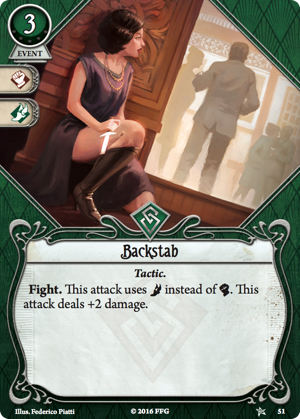 3
EVENT
Backstab
Tactic.
Fight. This attack uses instead of . This
attack deals +2 damage.
Illus. Federico Piatti
© 2016 FFG
51